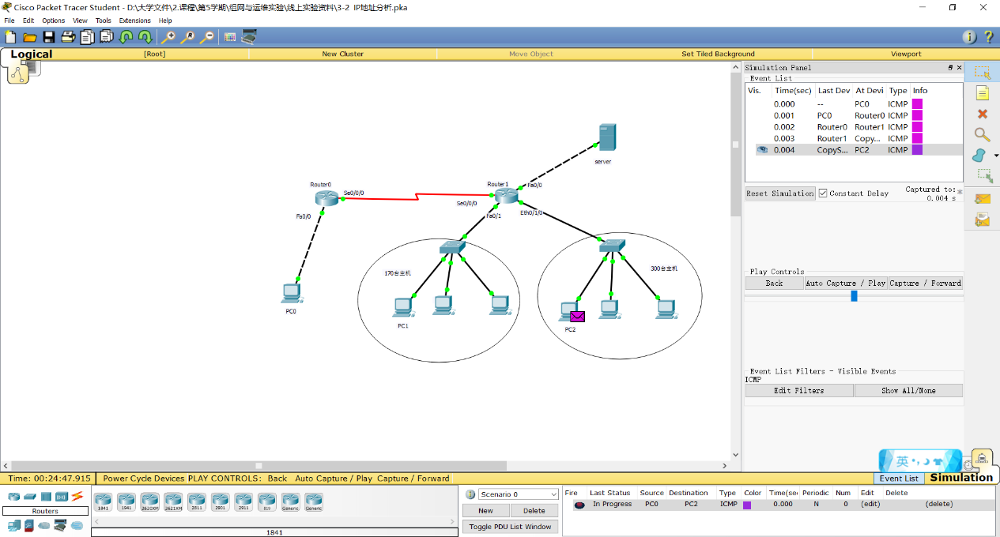 Cisco Packet Tracer Student - D:\大学文件\2.课程\第5学期\组网与运维实验\线上实验资料\3-2 IP地址分析.pka
File Edit Options View Tools Extensions Help
Logical [Root] New Cluster Move Object Set Tiled Background Viewport
Simulation Panel
Event List
Vis. Time(sec) Last Dev At Devi Type Info
0.000 -- PC0 ICMP
0.001 PC0 Router0 ICMP
0.002 Router0 Router1 ICMP
0.003 Router1 Copy... ICMP
0.004 CopyS... PC2 ICMP
Reset Simulation Constant Delay Captured to: *
0.004 s
Play Controls
Back Auto Capture / Play Capture / Forward
Event List Filters - Visible Events
ICMP
Edit Filters Show All/None
server
Router0
Se0/0/0
Fa0/0
Router1
Fa0/0
Se0/0/0
Fa0/1
Eth0/1/0
170台主机
300台主机
PC0
PC1
PC2
英
Time: 00:24:47.915 Power Cycle Devices PLAY CONTROLS: Back Auto Capture / Play Capture / Forward
Event List Simulation
Routers
1841 1941 2620XM 2621XM 2811 2901 2911 819 Generic Generic
1841
Scenario 0
New Delete
Toggle PDU List Window
Fire Last Status Source Destination Type Color Time(sec Periodic Num Edit Delete
In Progress PC0 PC2 ICMP 0.000 N 0 (edit) (delete)